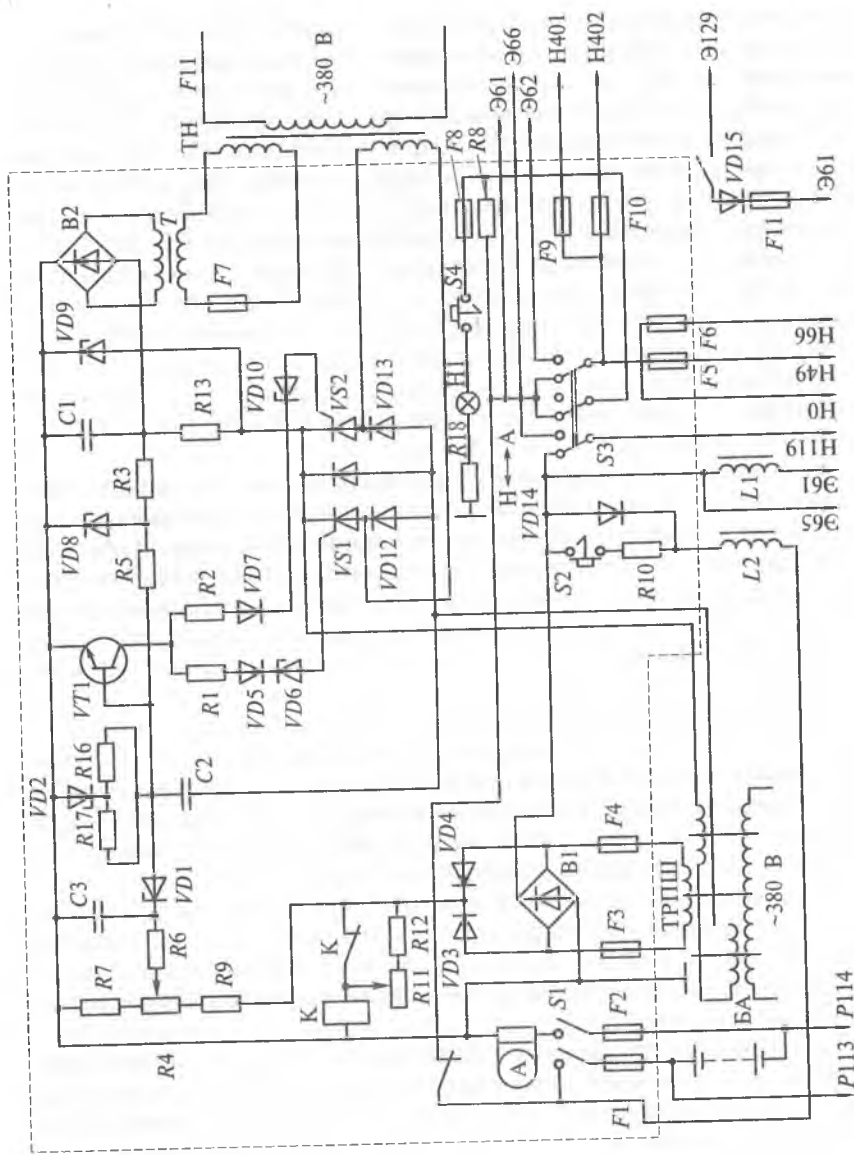 R4
R7
C3
R6
R9
VD1
K
K
R11
R12
VD2
R17
R16
C2
VT1
R1
R2
VD5
VD6
VD7
VD8
R5
R3
C1
R13
VD9
VD10
B2
T
F7
TH
F11
~380 В
VS1
VS2
VD12
VD13
VD3
VD4
B1
F3
F4
ТРПШ
~380 В
БА
A
S1
F1
F2
P113
P114
R18
H1
S4
F8
R8
Н
А
VD14
S2
R10
S3
L1
L2
F9
F10
F5
F6
Э65
Э61
Н119
Н0
Н49
Н66
Э61
Э66
Э62
Н401
Н402
Э129
VD15
F11
Э61